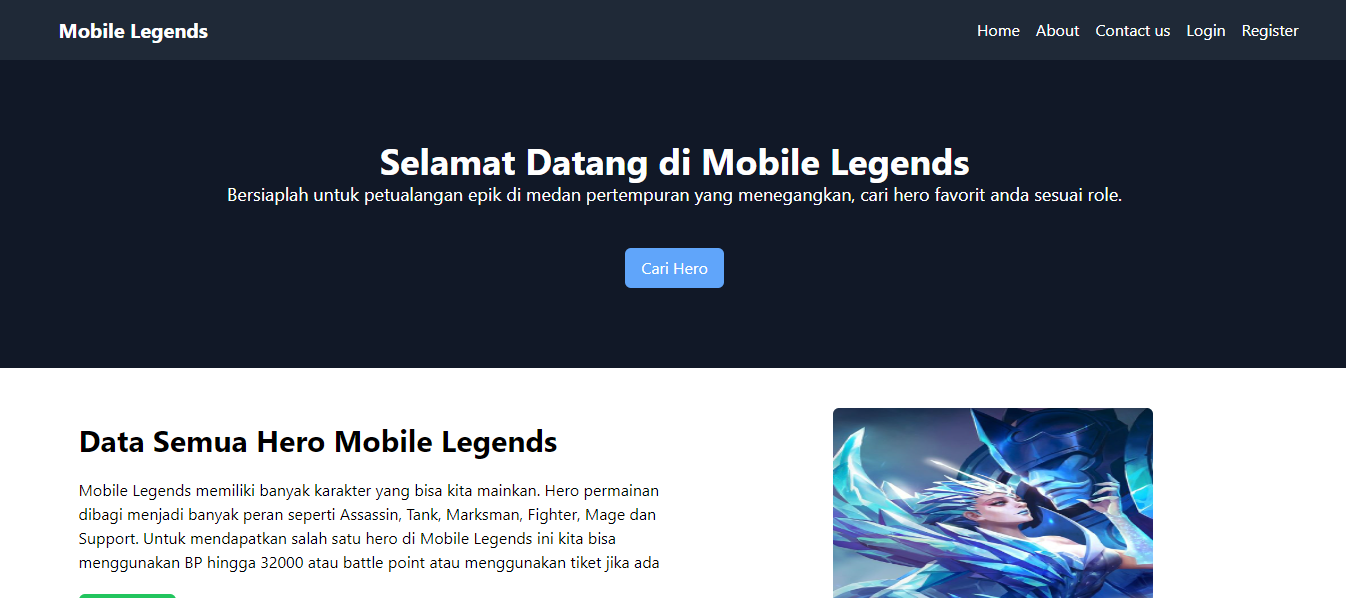 Mobile Legends
Home About Contact us Login Register
Selamat Datang di Mobile Legends
Bersiaplah untuk petualangan epik di medan pertempuran yang menegangkan, cari hero favorit anda sesuai role.
Cari Hero
Data Semua Hero Mobile Legends
Mobile Legends memiliki banyak karakter yang bisa kita mainkan. Hero permainan
dibagi menjadi banyak peran seperti Assassin, Tank, Marksman, Fighter, Mage dan
Support. Untuk mendapatkan salah satu hero di Mobile Legends ini kita bisa
menggunakan BP hingga 32000 atau battle point atau menggunakan tiket jika ada